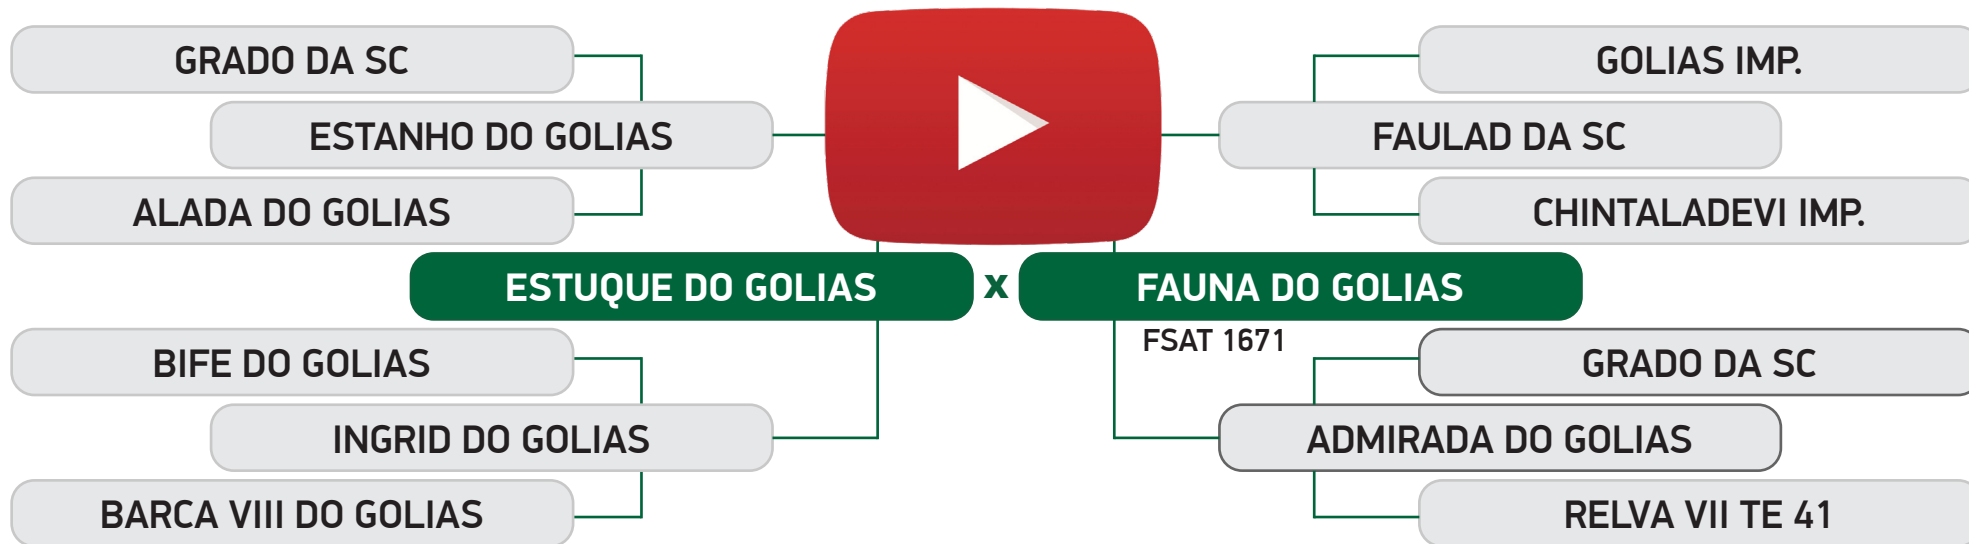 GRADO DA SC
GOLIAS IMP.
ESTANHO DO GOLIAS
FAULAD DA SC
ALADA DO GOLIAS
CHINTALADEVI IMP.
ESTUQUE DO GOLIAS x FAUNA DO GOLIAS
FSAT 1671
BIFE DO GOLIAS
GRADO DA SC
INGRID DO GOLIAS
ADMIRADA DO GOLIAS
BARCA VIII DO GOLIAS
RELVA VII TE 41